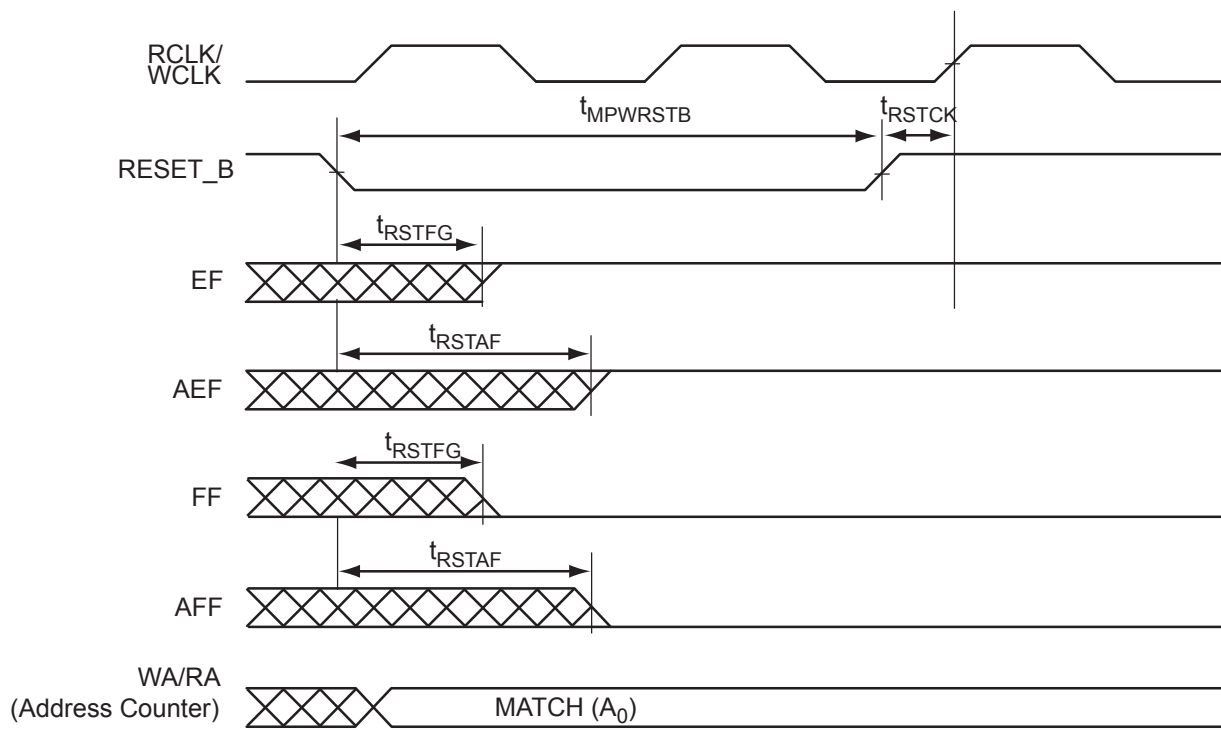 RCLK/
WCLK
tMPWRSTB
tRSTCK
RESET_B
tRSTFG
EF
tRSTAF
AEF
tRSTFG
FF
tRSTAF
AFF
WA/RA
(Address Counter)
MATCH (A0)